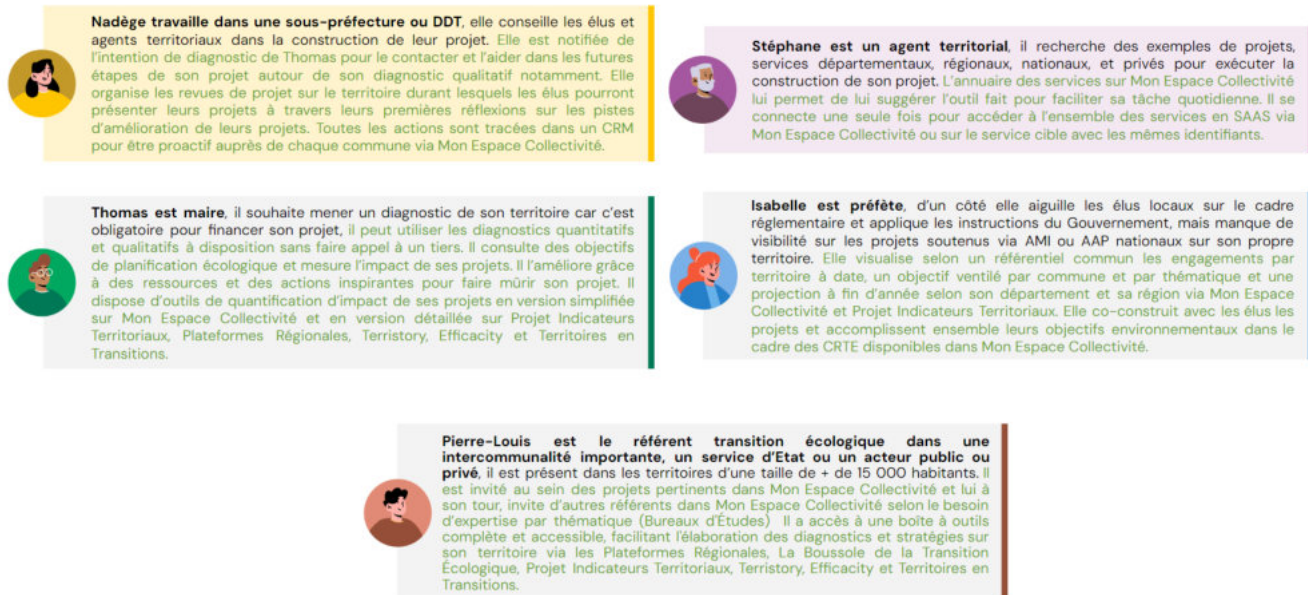 Nadège travaille dans une sous-préfecture ou DDT, elle conseille les élus et
agents territoriaux dans la construction de leur projet. Elle est notifiée de
l'intention de diagnostic de Thomas pour le contacter et l'aider dans les futures
étapes de son projet autour de son diagnostic qualitatif notamment. Elle
organise les revues de projet sur le territoire durant lesquels les élus pourront
présenter leurs projets à travers leurs premières réflexions sur les pistes
d'amélioration de leurs projets. Toutes les actions sont tracées dans un CRM
pour être proactif auprès de chaque commune via Mon Espace Collectivité.
Stéphane est un agent territorial, il recherche des exemples de projets,
services départementaux, régionaux, nationaux, et privés pour exécuter la
construction de son projet. L'annuaire des services sur Mon Espace Collectivité
lui permet de lui suggérer l'outil fait pour faciliter sa tâche quotidienne. Il se
connecte une seule fois pour accéder à l'ensemble des services en SAAS via
Mon Espace Collectivité ou sur le service cible avec les mêmes identifiants.
Thomas est maire, il souhaite mener un diagnostic de son territoire car c'est
obligatoire pour financer son projet, il peut utiliser les diagnostics quantitatifs
et qualitatifs à disposition sans faire appel à un tiers. Il consulte des objectifs
de planification écologique et mesure l'impact de ses projets. Il l'améliore grâce
à des ressources et des actions inspirantes pour faire mûrir son projet. Il
dispose d'outils de quantification d'impact de ses projets en version simplifiée
sur Mon Espace Collectivité et en version détaillée sur Projet Indicateurs
Territoriaux, Plateformes Régionales, Terristory, Efficacity et Territoires en
Transitions.
Isabelle est préfète, d'un côté elle aiguille les élus locaux sur le cadre
réglementaire et applique les instructions du Gouvernement, mais manque de
visibilité sur les projets soutenus via AMI ou AAP nationaux sur son propre
territoire. Elle visualise selon un référentiel commun les engagements par
territoire à date, un objectif ventilé par commune et par thématique et une
projection à fin d'année selon son département et sa région via Mon Espace
Collectivité et Projet Indicateurs Territoriaux. Elle co-construit avec les élus les
projets et accomplissent ensemble leurs objectifs environnementaux dans le
cadre des CRTE disponibles dans Mon Espace Collectivité.
Pierre-Louis est le référent transition écologique dans une
intercommunalité importante, un service d'Etat ou un acteur public ou
privé, il est présent dans les territoires d'une taille de + de 15 000 habitants. Il
est invité au sein des projets pertinents dans Mon Espace Collectivité et lui à
son tour, invite d'autres référents dans Mon Espace Collectivité selon le besoin
d'expertise par thématique (Bureaux d'Études) Il a accès à une boîte à outils
complète et accessible, facilitant l'élaboration des diagnostics et stratégies sur
son territoire via les Plateformes Régionales, La Boussole de la Transition
Écologique, Projet Indicateurs Territoriaux, Terristory, Efficacity et Territoires en
Transitions.